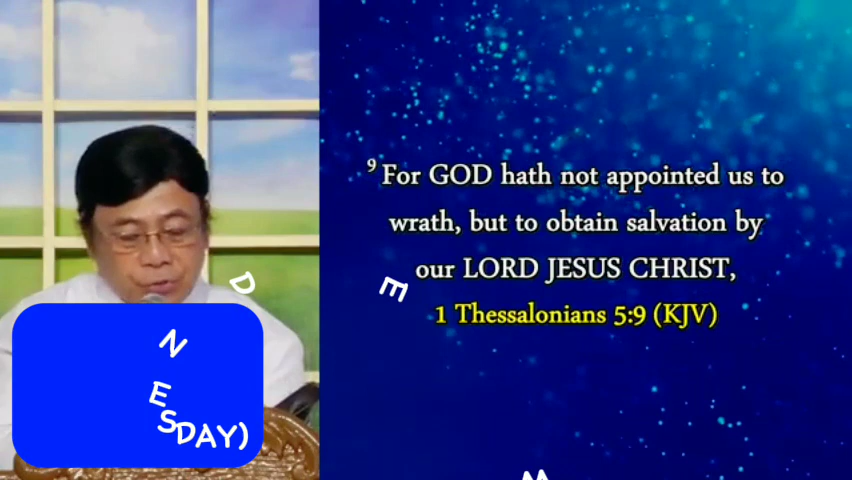 ⁹ For GOD hath not appointed us to
wrath, but to obtain salvation by
our LORD JESUS CHRIST,
1 Thessalonians 5:9 (KJV)
D
E
N
E
SDAY)
W